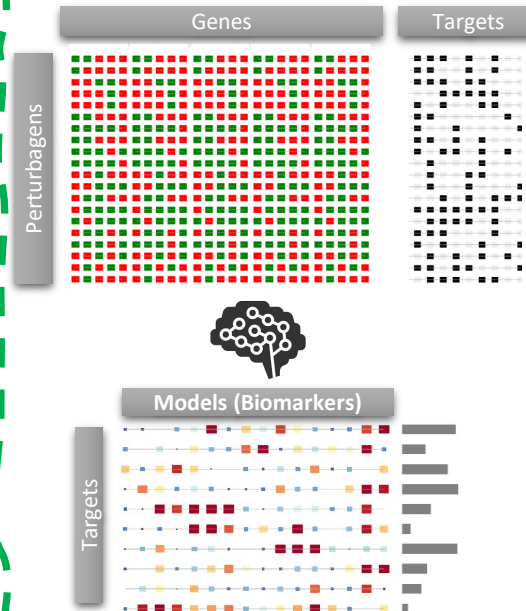 Genes
Targets
Perturbagens
Models (Biomarkers)
Targets